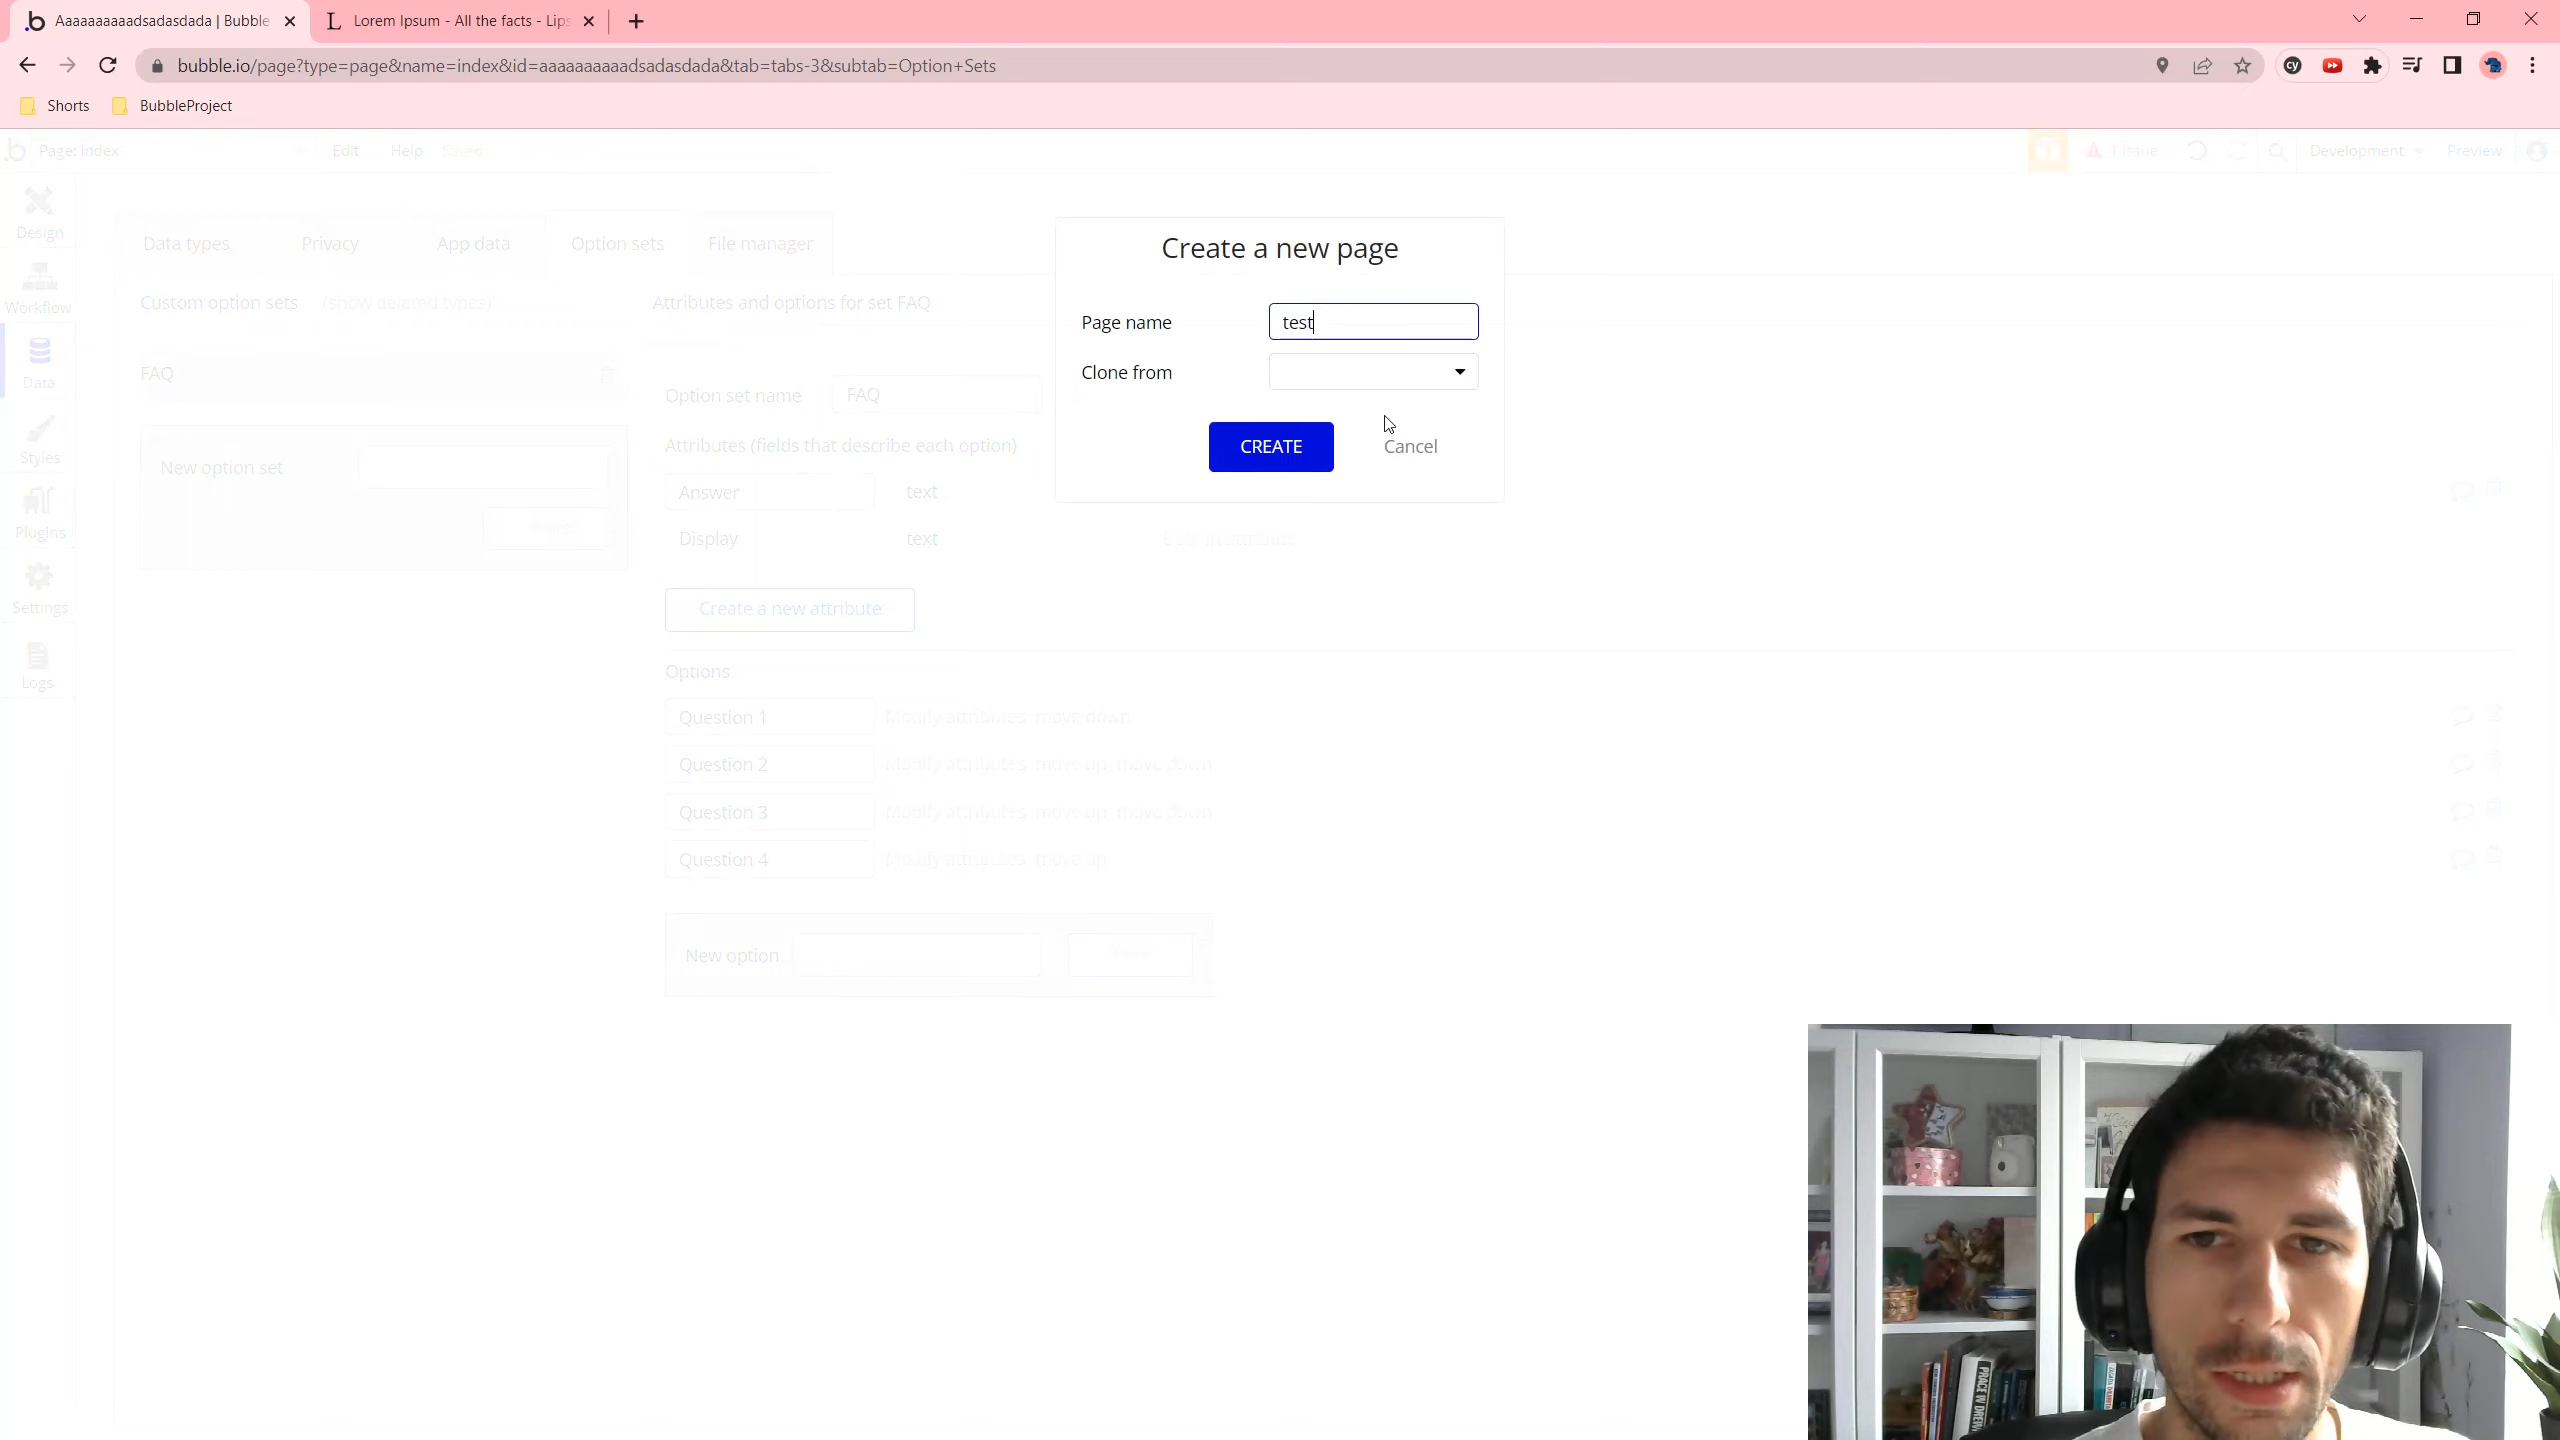 Aaaaaaaaaadsadasdada | Bubble
Lorem Ipsum - All the facts - Lips
bubble.io/page?type=page&name=index&id=aaaaaaaaaadsadasdada&tab=tabs-3&subtab=Option+Sets
Shorts
BubbleProject
Page: Index
Edit
Help
Saved
1 issue
Development
Preview
Design
Workflow
Data
Styles
Plugins
Settings
Logs
Data types
Privacy
App data
Option sets
File manager
Custom option sets
(show deleted types)
FAQ
New option set
Attributes and options for set FAQ
Option set name
FAQ
Attributes (fields that describe each option)
Answer
text
Display
text
Built-in attribute
Create a new attribute
Options
Question 1
Modify attributes move down
Question 2
Modify attributes move up move down
Question 3
Modify attributes move up move down
Question 4
Modify attributes move up
New option
Create a new page
Page name
test
Clone from
CREATE
Cancel
PRACE W DREW